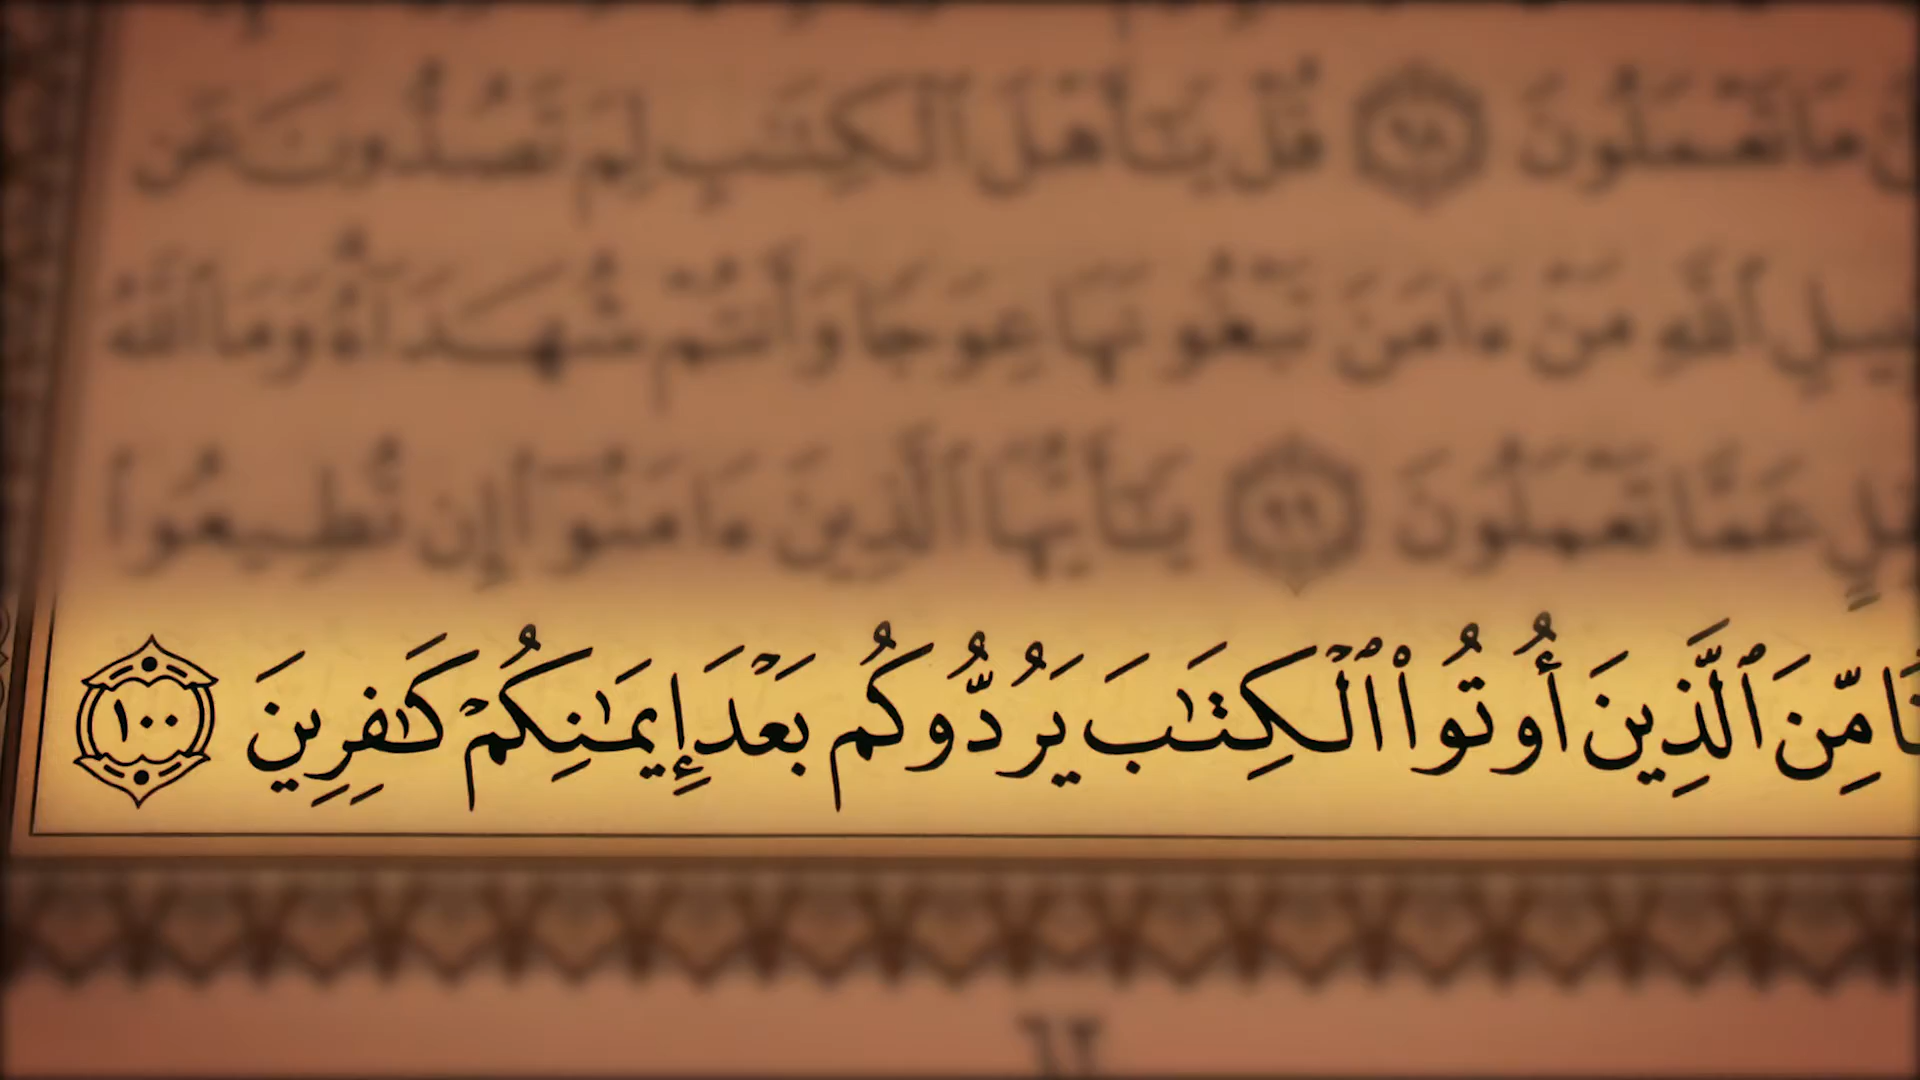 مَا تَعْمَلُونَ ٩٨ قُلْ يَـٰٓأَهْلَ ٱلْكِتَـٰبِ لِمَ تَصُدُّونَ عَن
ٱللَّهِ مَنْ ءَامَنَ تَبْغُونَهَا عِوَجًا وَأَنتُمْ شُهَدَآءُ وَمَا ٱللَّهُ
عَمَّا تَعْمَلُونَ ٩٩ يَـٰٓأَيُّهَا ٱلَّذِينَ ءَامَنُوٓا۟ إِن تُطِيعُوا۟
مِّنَ ٱلَّذِينَ أُوتُوا۟ ٱلْكِتَـٰبَ يَرُدُّوكُم بَعْدَ إِيمَـٰنِكُمْ كَـٰفِرِينَ ١٠٠
٦٢